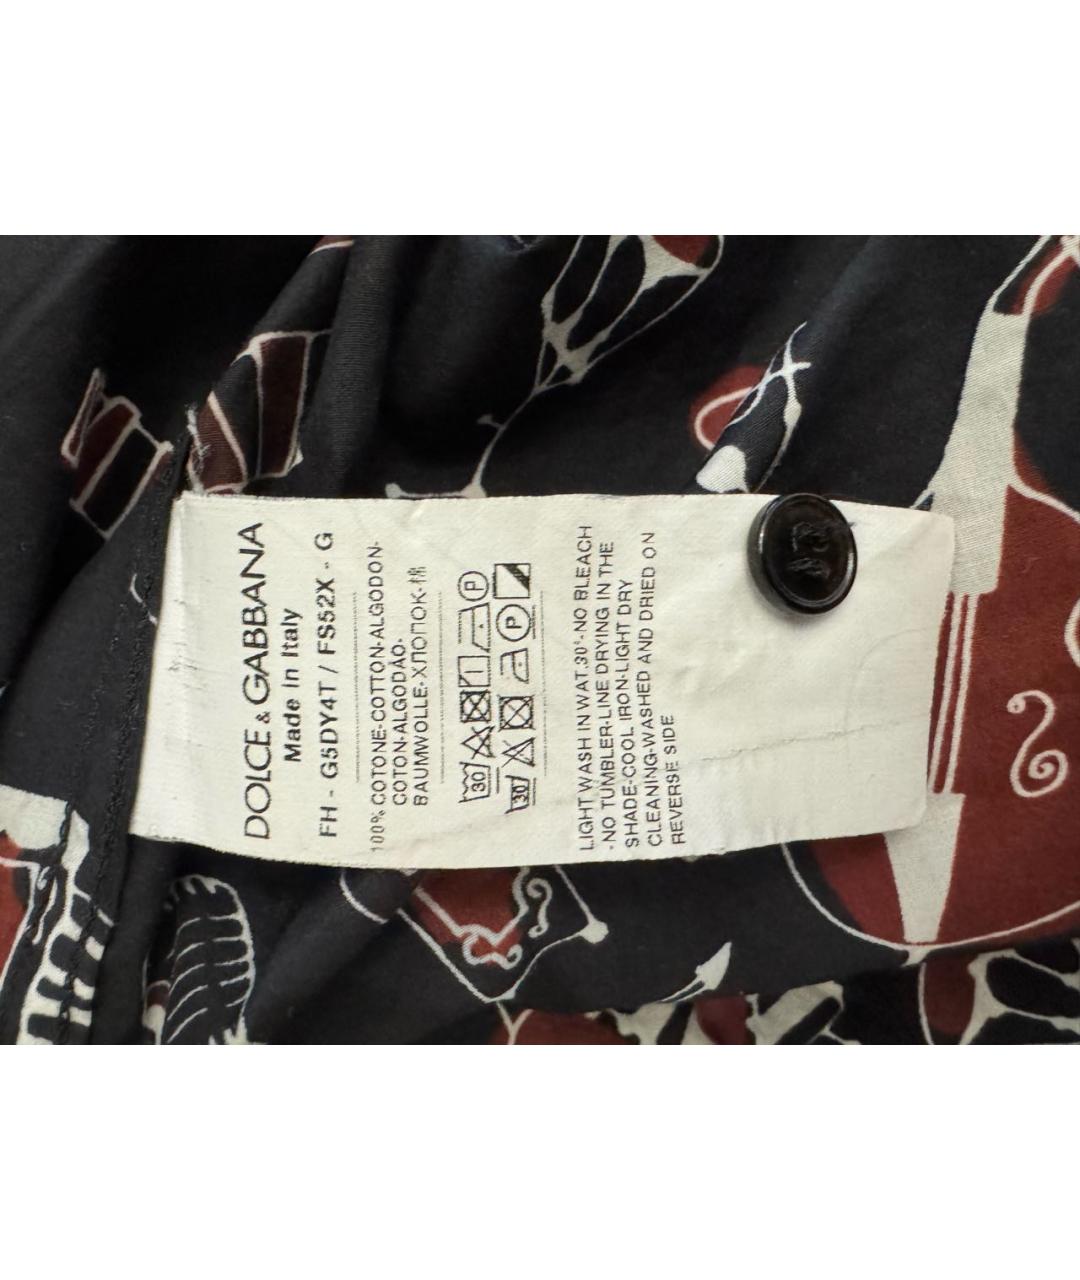 DOLCE & GABBANA
Made in Italy
FH - G5DY4T / FS52X - G
100% COTONE-COTTON-ALGODON-
COTON-ALGODÃO-
BAUMWOLLE-ХЛОПОК-棉
30 P
30 P
LIGHT WASH IN WAT.30°-NO BLEACH
-NO TUMBLER-LINE DRYING IN THE
SHADE-COOL IRON-LIGHT DRY
CLEANING-WASHED AND DRIED ON
REVERSE SIDE